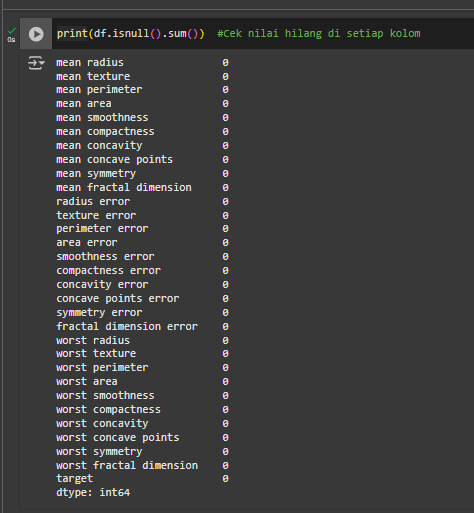 0s
print(df.isnull().sum())  #Cek nilai hilang di setiap kolom
mean radius 0
mean texture 0
mean perimeter 0
mean area 0
mean smoothness 0
mean compactness 0
mean concavity 0
mean concave points 0
mean symmetry 0
mean fractal dimension 0
radius error 0
texture error 0
perimeter error 0
area error 0
smoothness error 0
compactness error 0
concavity error 0
concave points error 0
symmetry error 0
fractal dimension error 0
worst radius 0
worst texture 0
worst perimeter 0
worst area 0
worst smoothness 0
worst compactness 0
worst concavity 0
worst concave points 0
worst symmetry 0
worst fractal dimension 0
target 0
dtype: int64